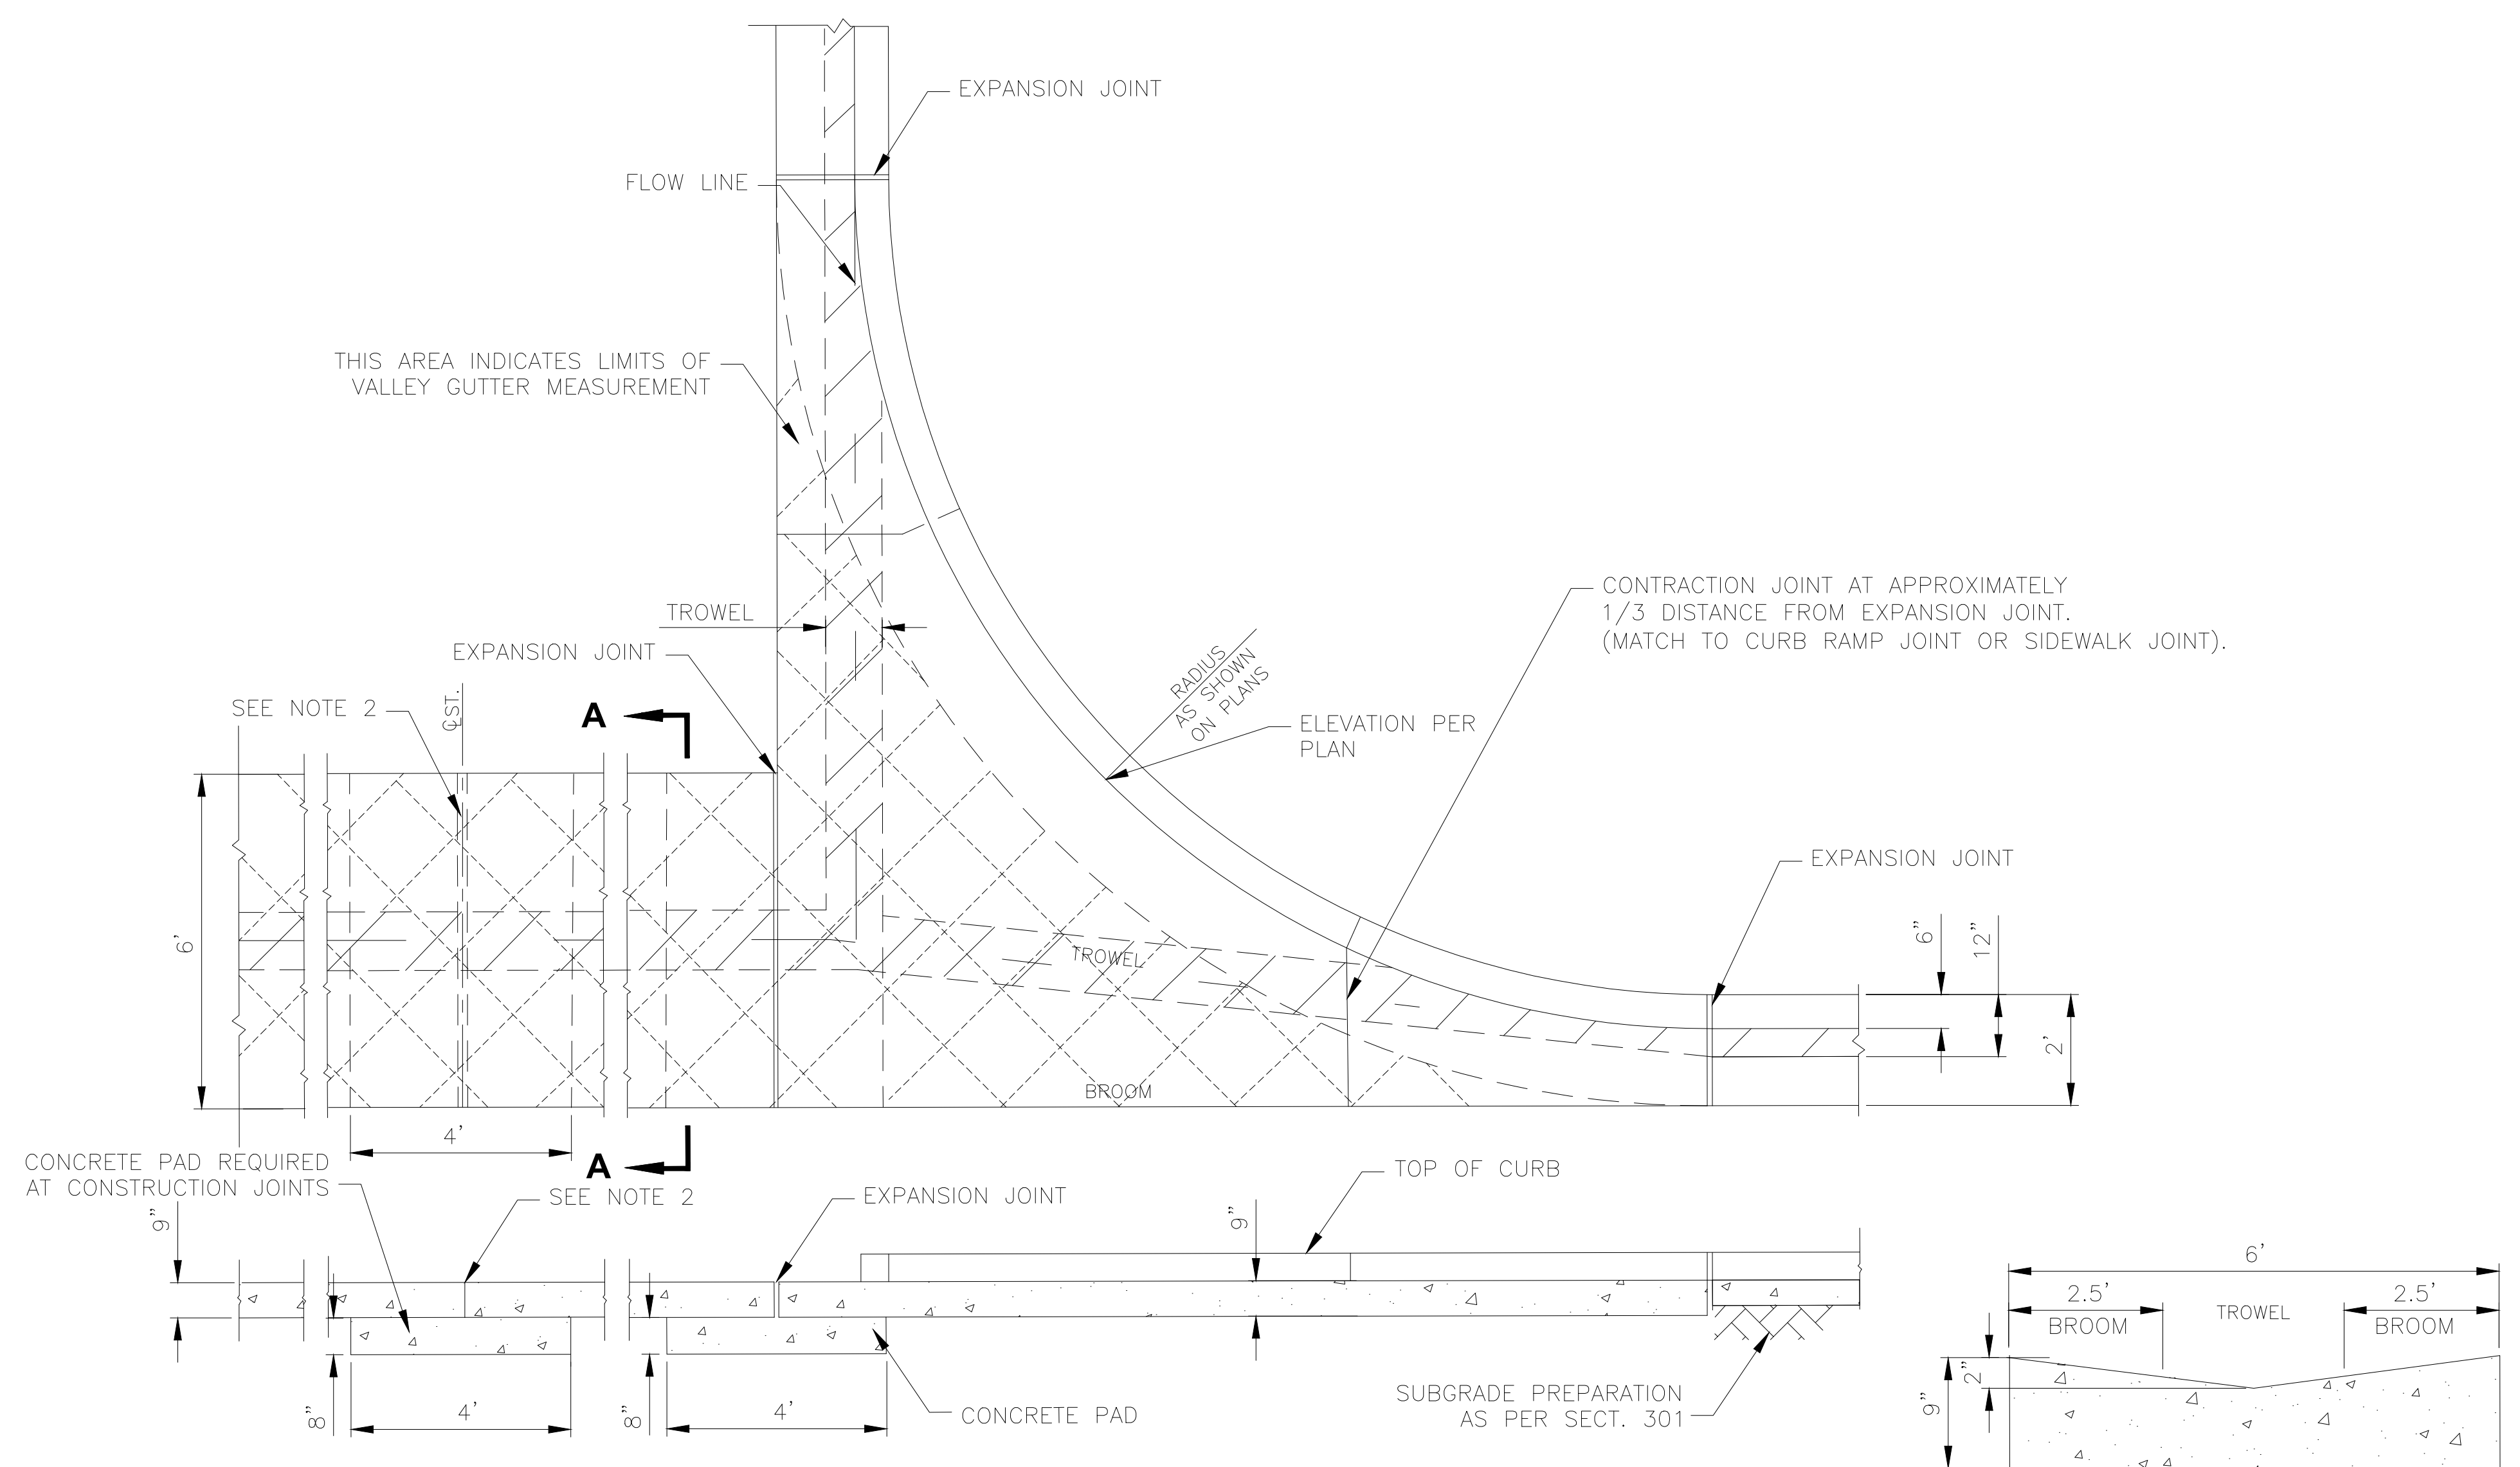 EXPANSION JOINT
FLOW LINE
THIS AREA INDICATES LIMITS OF
VALLEY GUTTER MEASUREMENT
TROWEL
EXPANSION JOINT
SEE NOTE 2
℄ST.
A
CONTRACTION JOINT AT APPROXIMATELY
1/3 DISTANCE FROM EXPANSION JOINT.
(MATCH TO CURB RAMP JOINT OR SIDEWALK JOINT).
RADIUS
AS SHOWN
ON PLANS
ELEVATION PER
PLAN
EXPANSION JOINT
6'
TROWEL
6"
12"
2'
BROOM
4'
A
CONCRETE PAD REQUIRED
AT CONSTRUCTION JOINTS
SEE NOTE 2
EXPANSION JOINT
TOP OF CURB
9"
9"
8"
4'
8"
4'
CONCRETE PAD
SUBGRADE PREPARATION
AS PER SECT. 301
6'
2.5'
BROOM
TROWEL
2.5'
BROOM
2"
9"